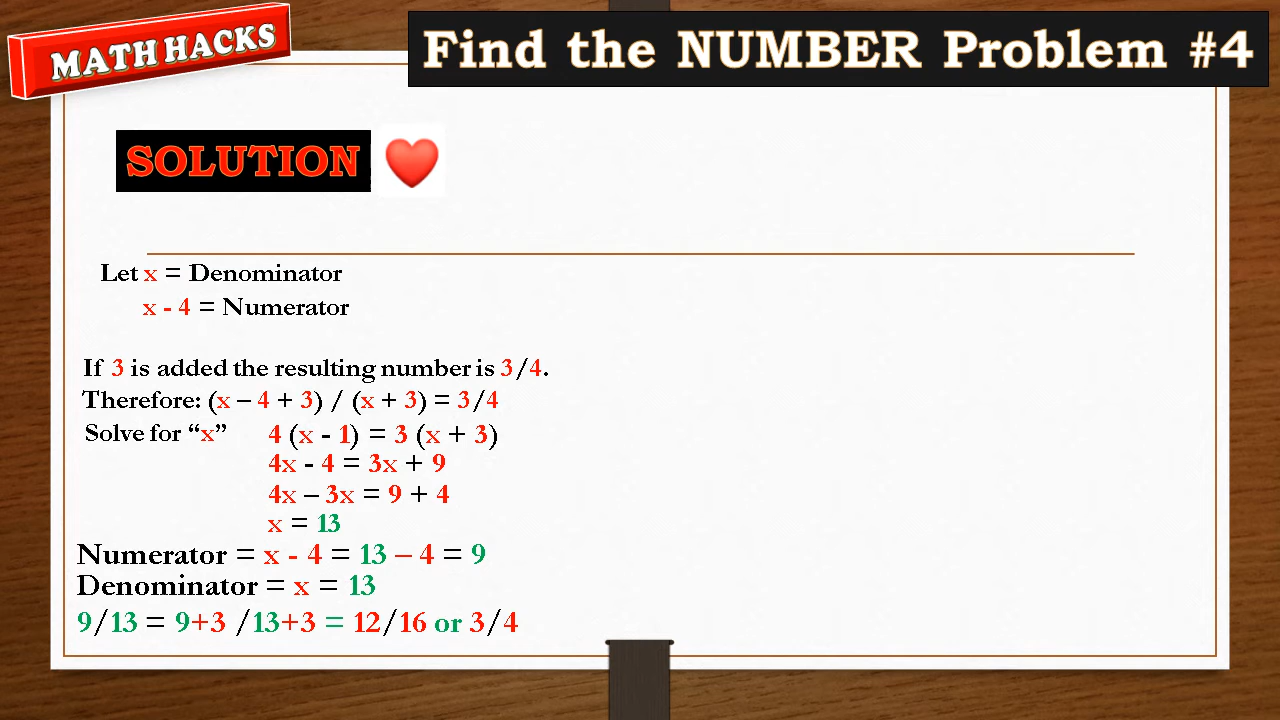 MATH HACKS
Find the NUMBER Problem #4
SOLUTION
Let x = Denominator
x - 4 = Numerator
If 3 is added the resulting number is 3/4.
Therefore: (x – 4 + 3) / (x + 3) = 3/4
Solve for “x” 4 (x - 1) = 3 (x + 3)
4x - 4 = 3x + 9
4x – 3x = 9 + 4
x = 13
Numerator = x - 4 = 13 – 4 = 9
Denominator = x = 13
9/13 = 9+3 /13+3 = 12/16 or 3/4